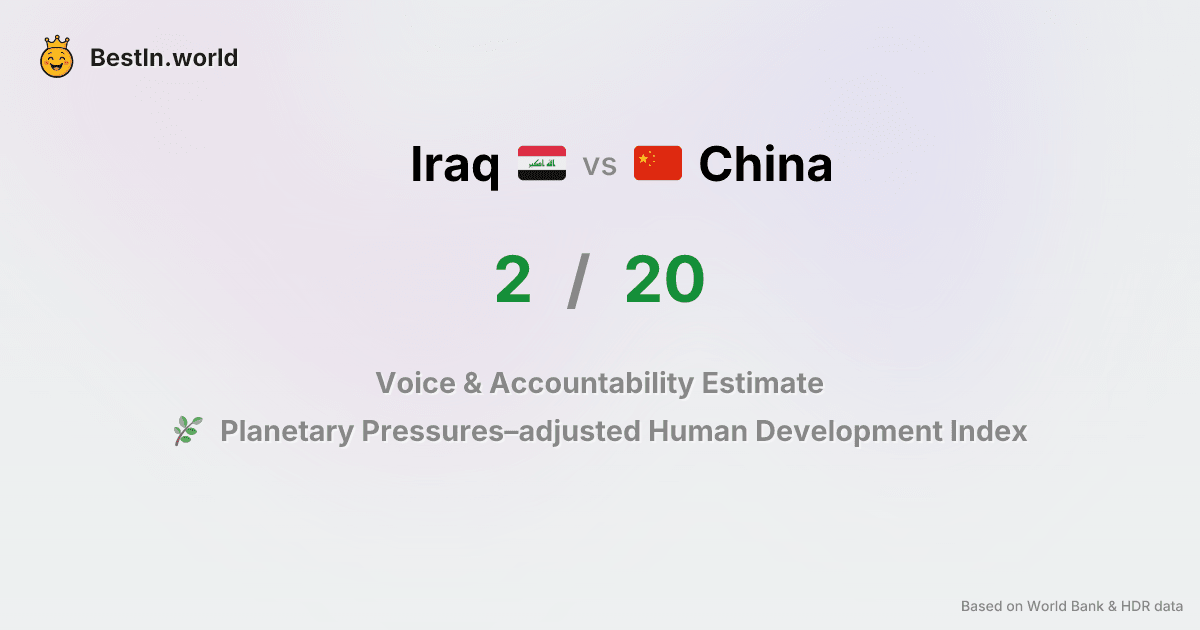 BestIn.world
Iraq vs China
2 / 20
Voice & Accountability Estimate
Planetary Pressures–adjusted Human Development Index
Based on World Bank & HDR data